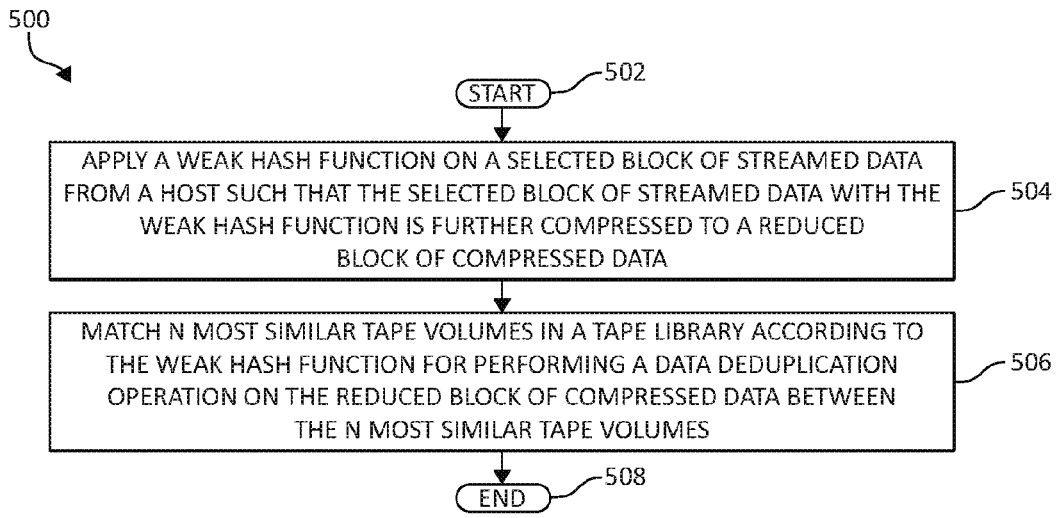 500
502
START
APPLY A WEAK HASH FUNCTION ON A SELECTED BLOCK OF STREAMED DATA
FROM A HOST SUCH THAT THE SELECTED BLOCK OF STREAMED DATA WITH THE
WEAK HASH FUNCTION IS FURTHER COMPRESSED TO A REDUCED
BLOCK OF COMPRESSED DATA
504
MATCH N MOST SIMILAR TAPE VOLUMES IN A TAPE LIBRARY ACCORDING TO
THE WEAK HASH FUNCTION FOR PERFORMING A DATA DEDUPLICATION
OPERATION ON THE REDUCED BLOCK OF COMPRESSED DATA BETWEEN
THE N MOST SIMILAR TAPE VOLUMES
506
508
END